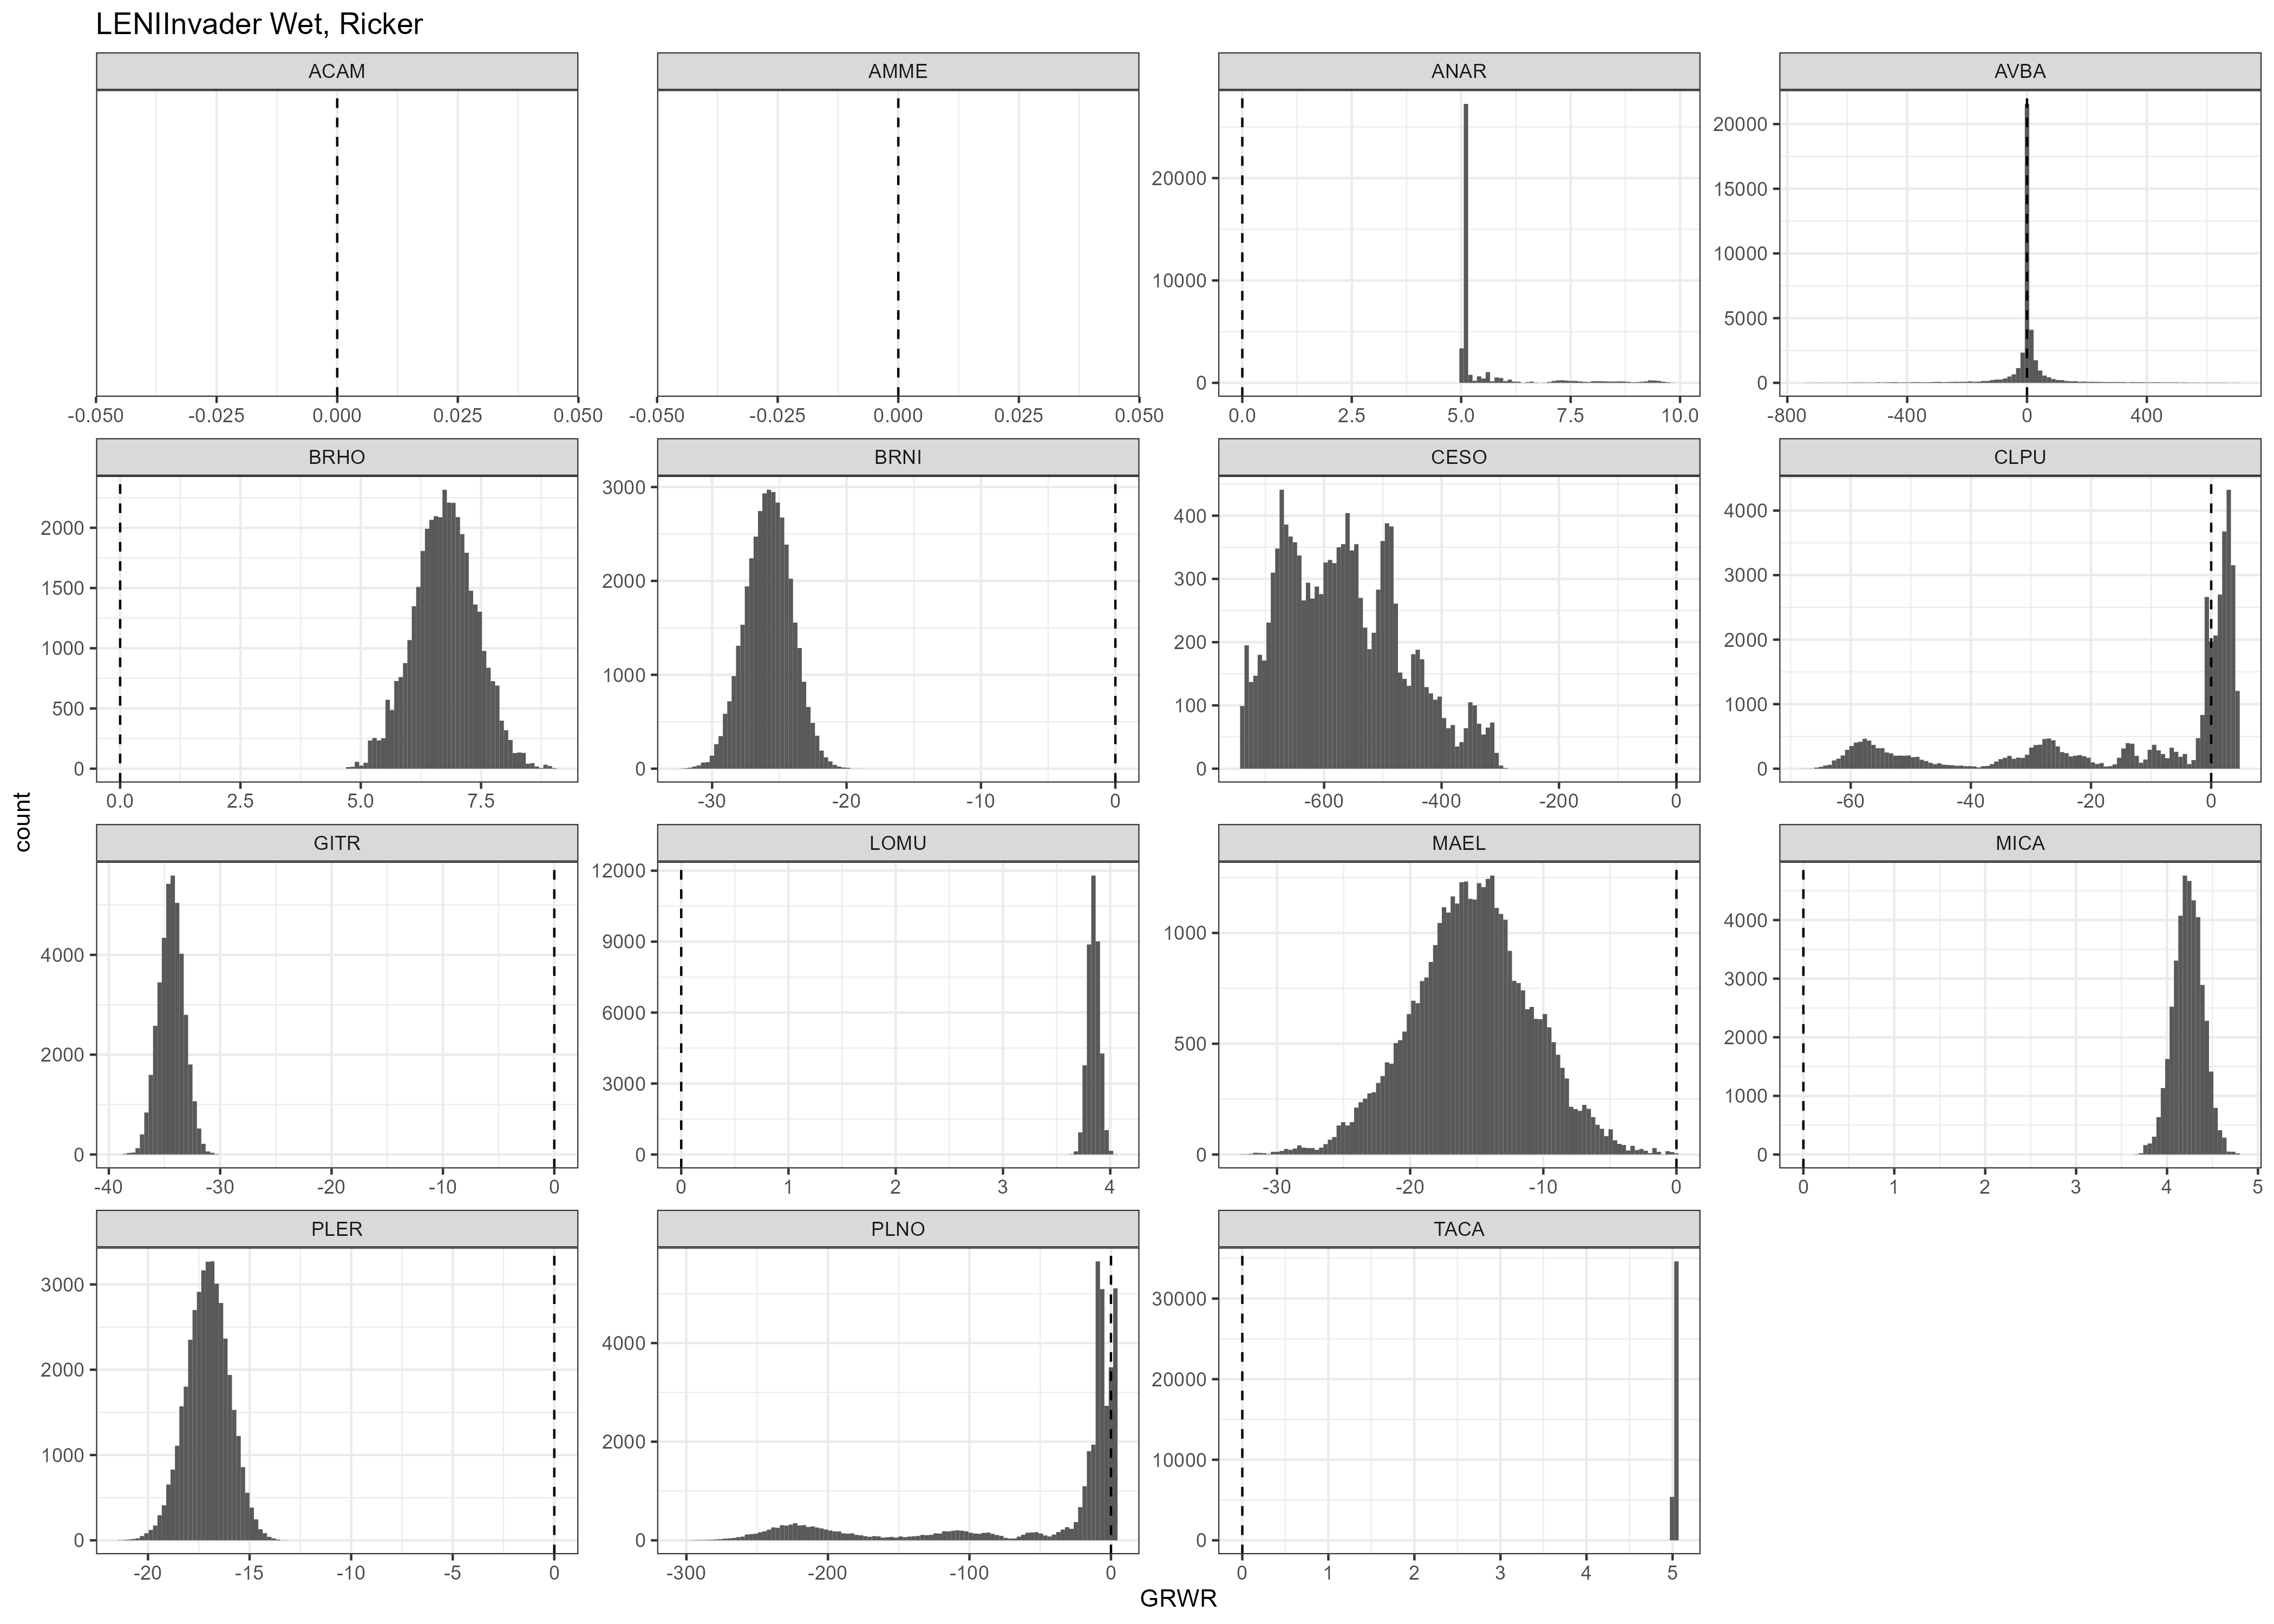 LENIInvader Wet, Ricker
ACAM AMME ANAR AVBA
20000 10000 0
20000 15000 10000 5000 0
-0.050 -0.025 0.000 0.025 0.050
-0.050 -0.025 0.000 0.025 0.050
0.0 2.5 5.0 7.5 10.0
-800 -400 0 400
BRHO BRNI CESO CLPU
2000 1500 1000 500 0
3000 2000 1000 0
400 300 200 100 0
4000 3000 2000 1000 0
0.0 2.5 5.0 7.5
-30 -20 -10 0
-600 -400 -200 0
-60 -40 -20 0
count
GITR LOMU MAEL MICA
4000 2000 0
12000 9000 6000 3000 0
1000 500 0
4000 3000 2000 1000 0
-40 -30 -20 -10 0
0 1 2 3 4
-30 -20 -10 0
0 1 2 3 4 5
PLER PLNO TACA
3000 2000 1000 0
4000 2000 0
30000 20000 10000 0
-20 -15 -10 -5 0
-300 -200 -100 0
0 1 2 3 4 5
GRWR